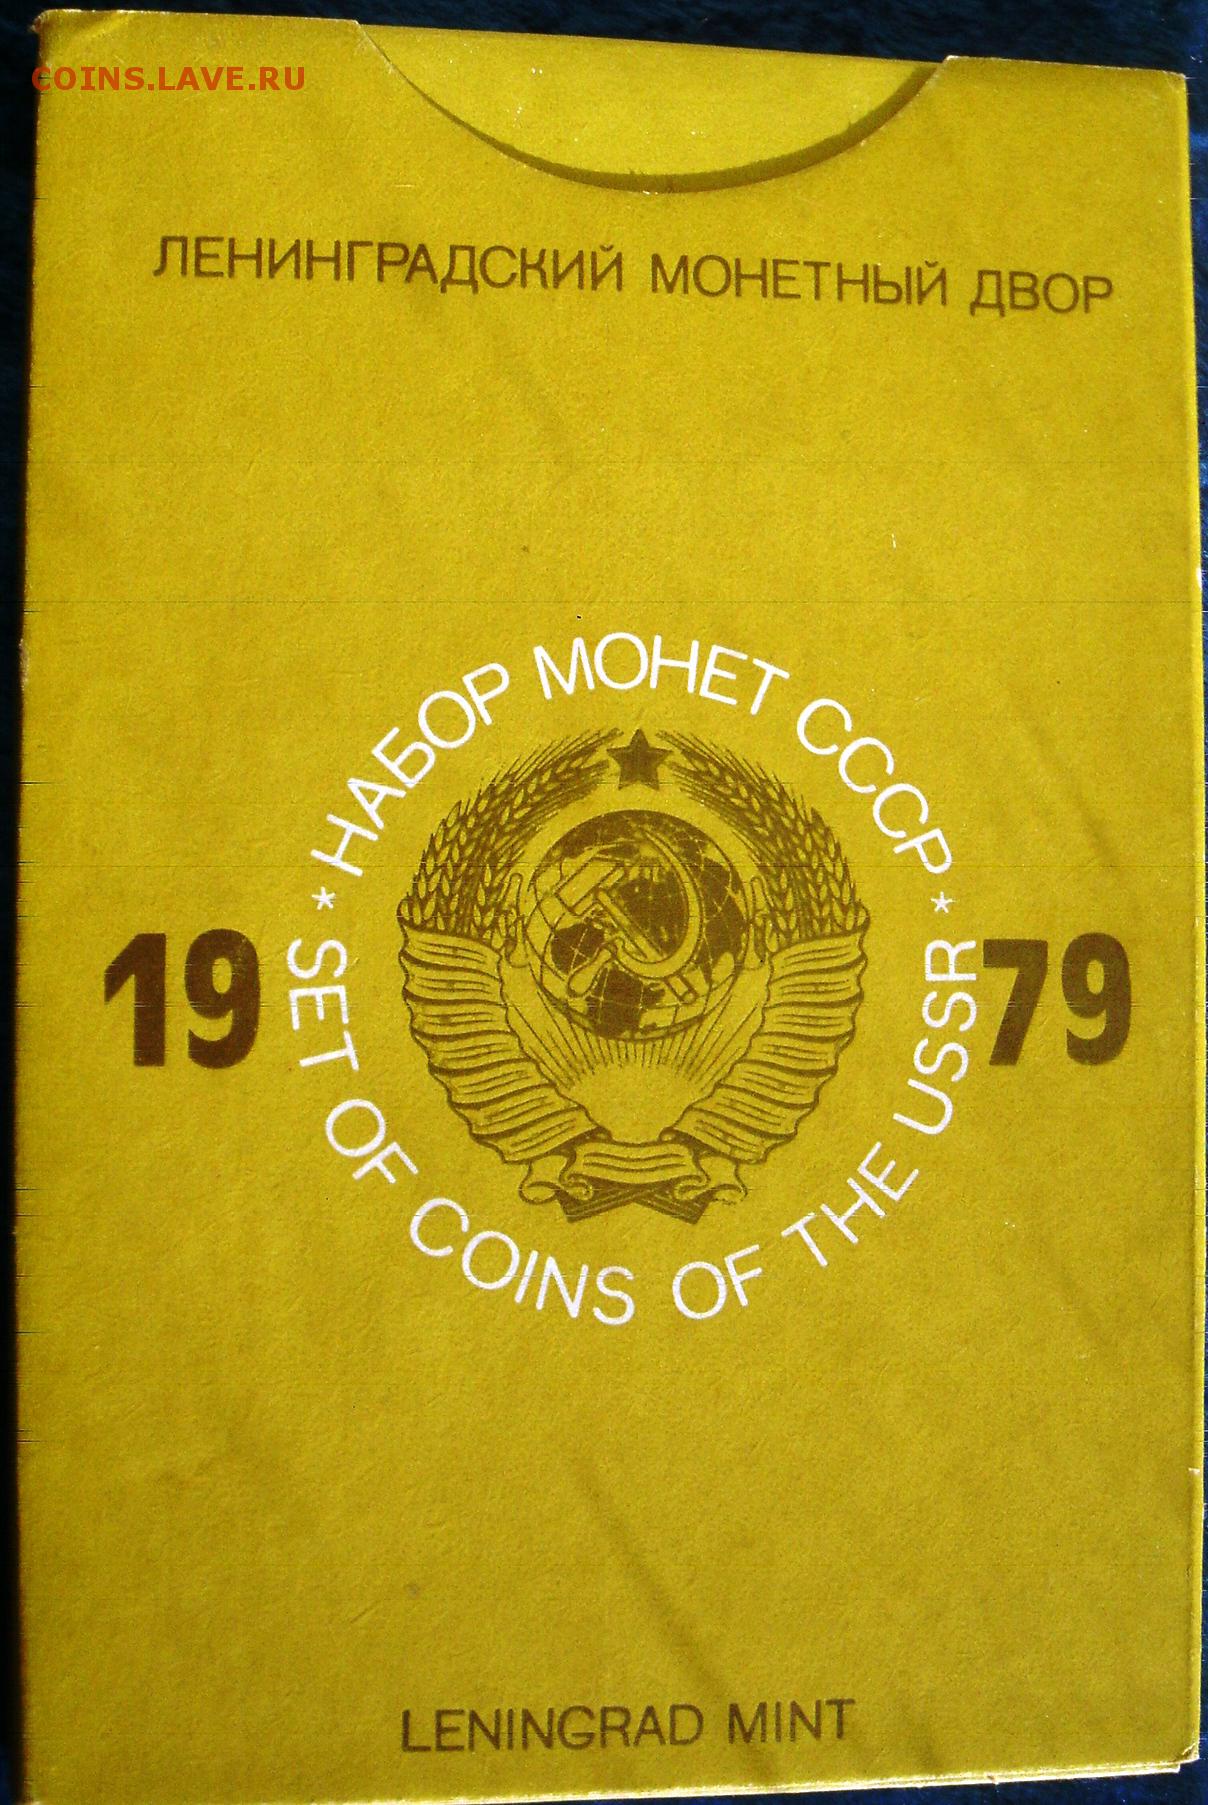 COINS.LAVE.RU
ЛЕНИНГРАДСКИЙ МОНЕТНЫЙ ДВОР
* НАБОР МОНЕТ СССР *
19 79
SET OF COINS OF THE USSR
LENINGRAD MINT